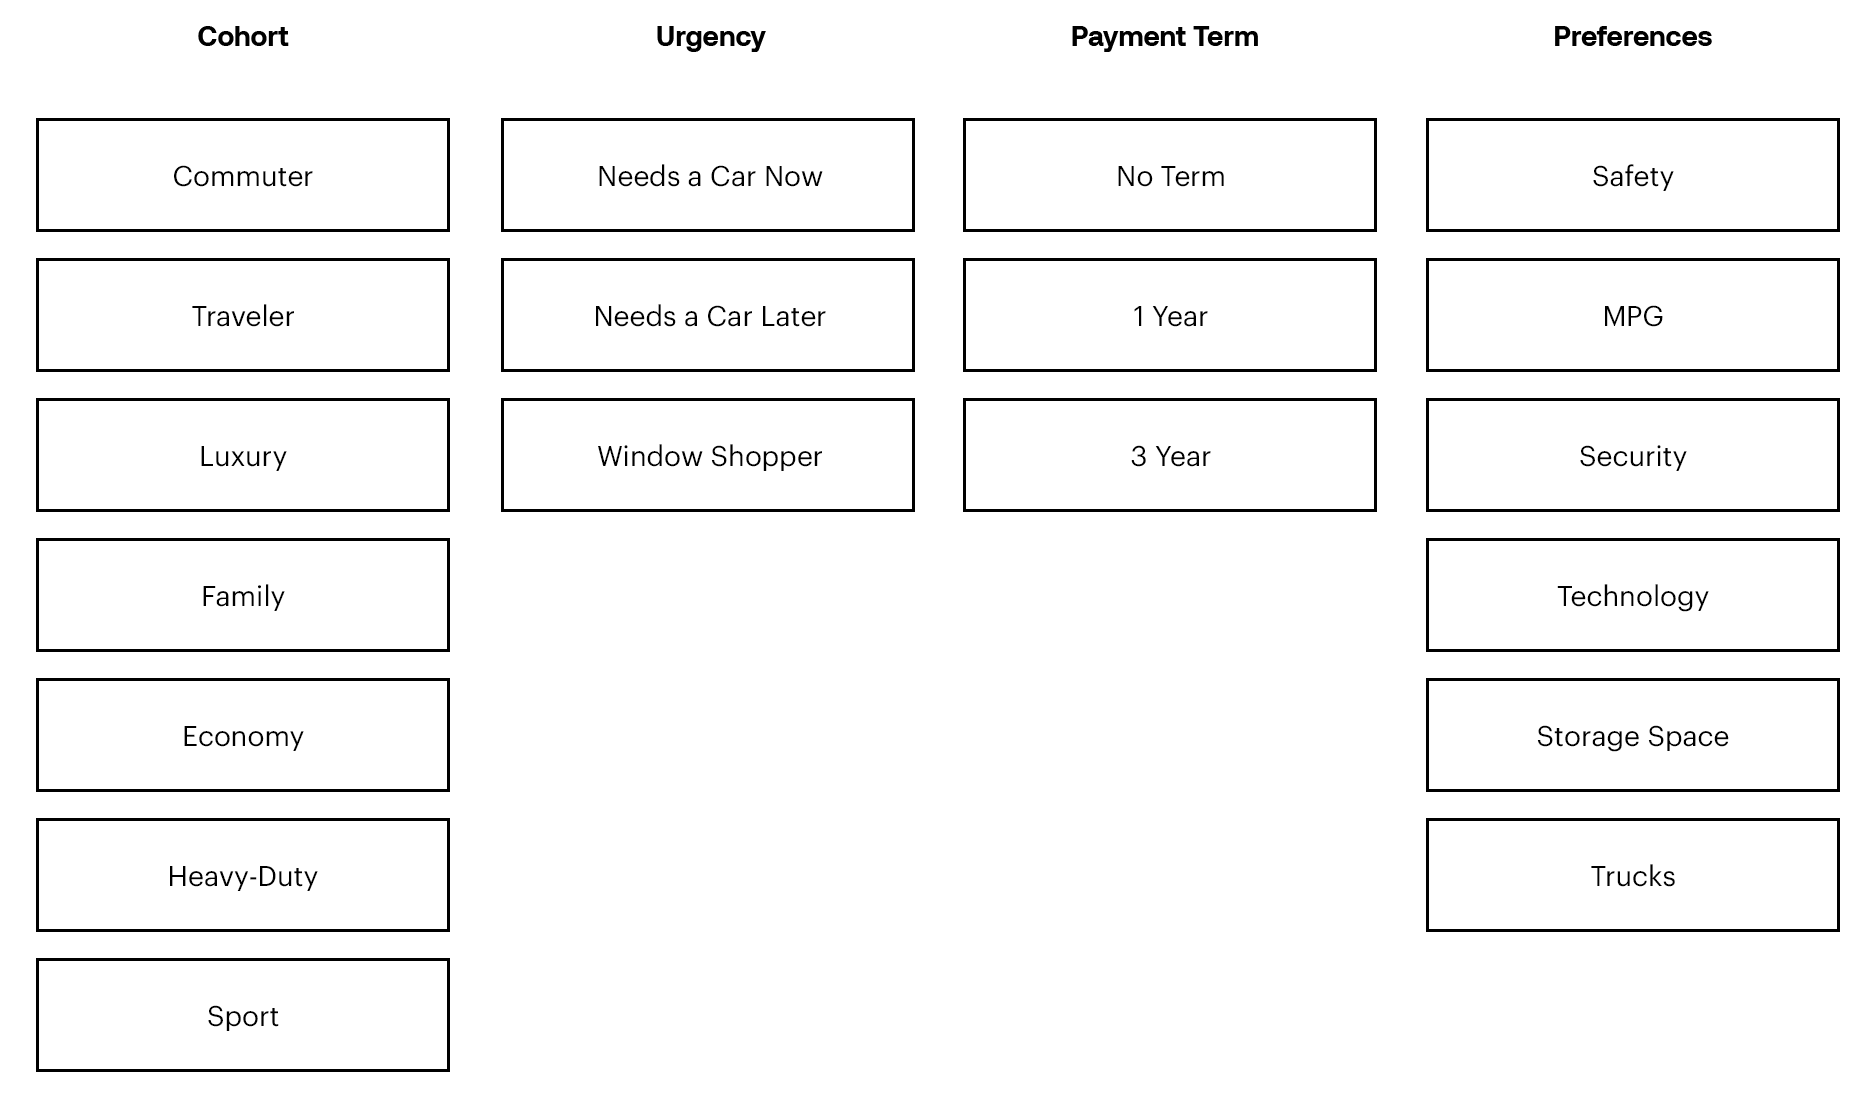 Cohort
Urgency
Payment Term
Preferences
Commuter
Needs a Car Now
No Term
Safety
Traveler
Needs a Car Later
1 Year
MPG
Luxury
Window Shopper
3 Year
Security
Family
Technology
Economy
Storage Space
Heavy-Duty
Trucks
Sport